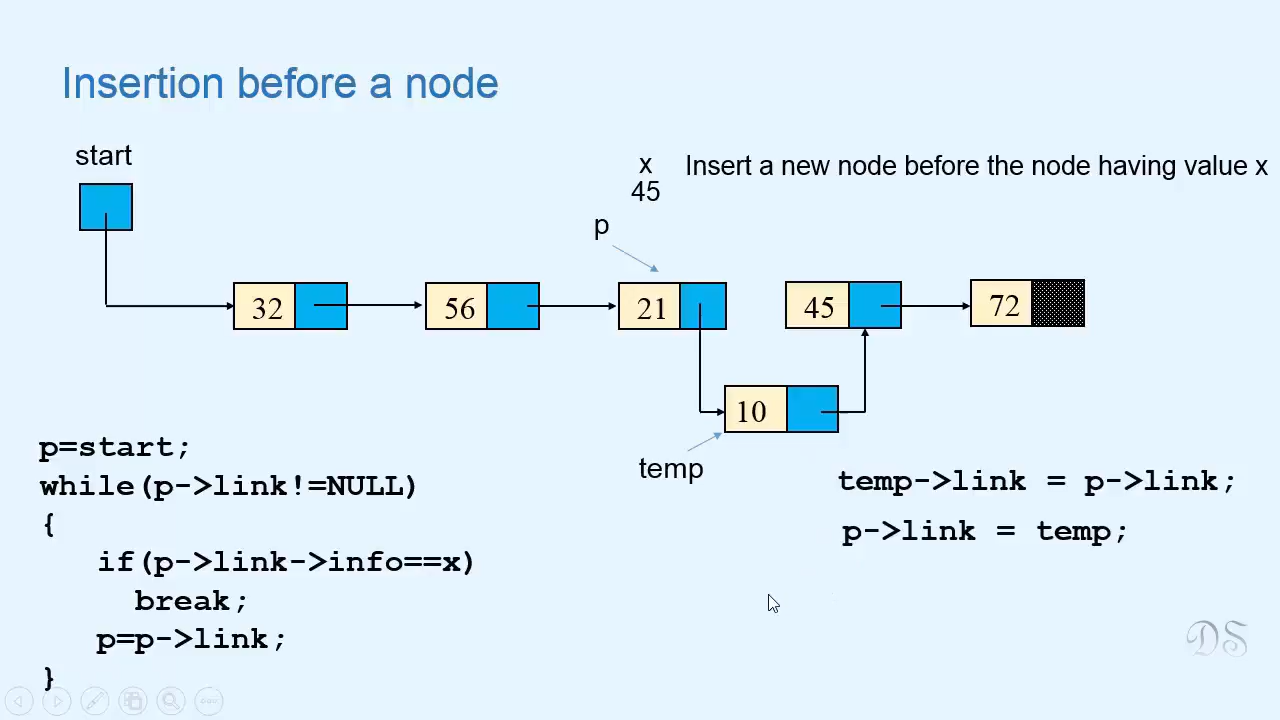 Insertion before a node
start
x
Insert a new node before the node having value x
45
p
32
56
21
45
72
10
temp
p=start;
while(p->link!=NULL)
{
if(p->link->info==x)
break;
p=p->link;
}
temp->link = p->link;
p->link = temp;
DS